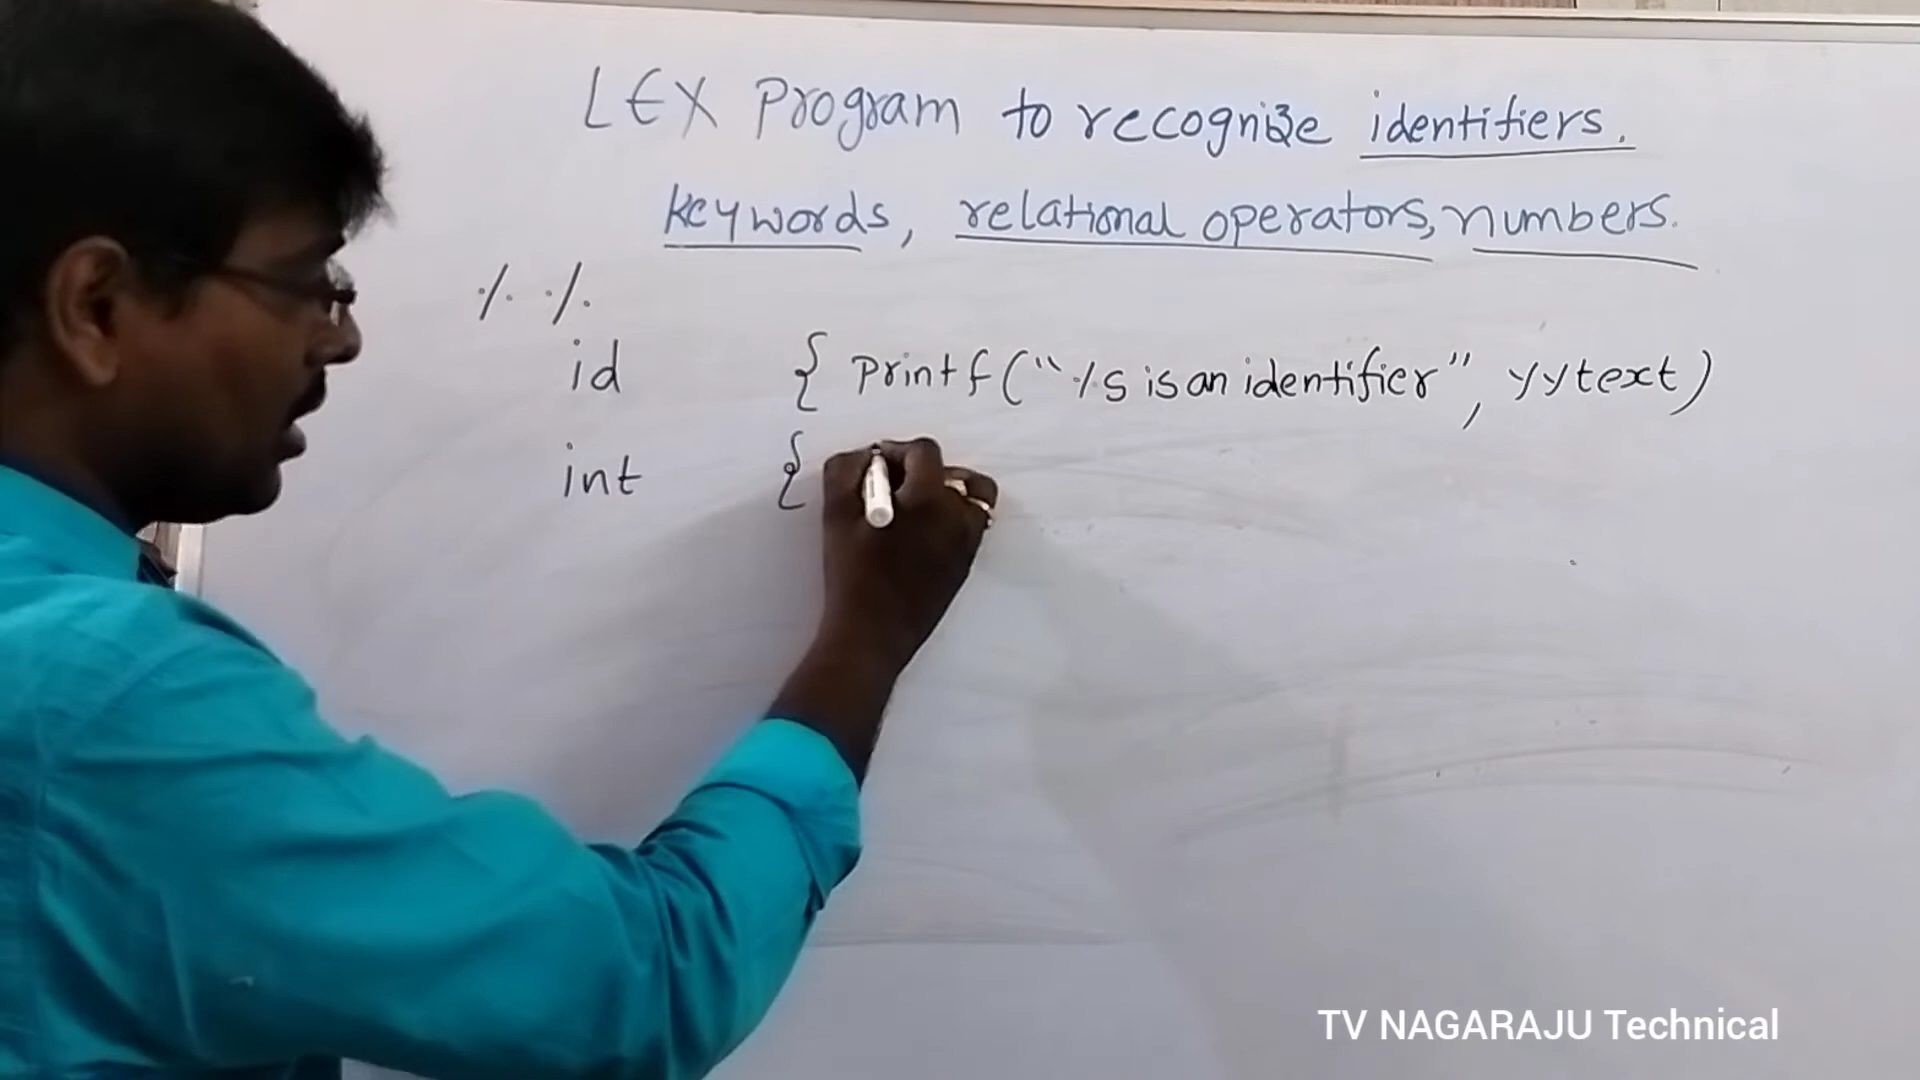 LEX Program to recognize identifiers.
keywords, relational operators, numbers.
%%
id { printf("%s is an identifier", yytext)
int {
TV NAGARAJU Technical